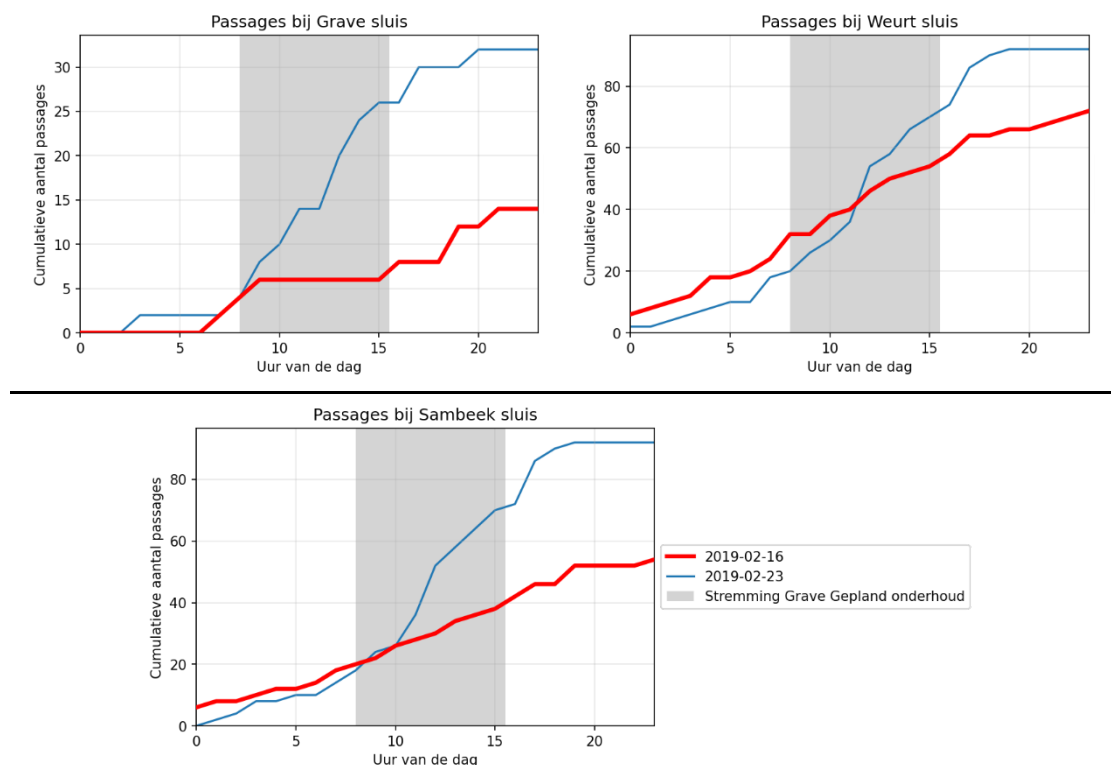 Passages bij Grave sluis
Cumulatieve aantal passages
30
25
20
15
10
5
0
0 5 10 15 20
Uur van de dag
Passages bij Weurt sluis
Cumulatieve aantal passages
80
60
40
20
0
0 5 10 15 20
Uur van de dag
Passages bij Sambeek sluis
Cumulatieve aantal passages
80
60
40
20
0
0 5 10 15 20
Uur van de dag
2019-02-16
2019-02-23
Stremming Grave Gepland onderhoud